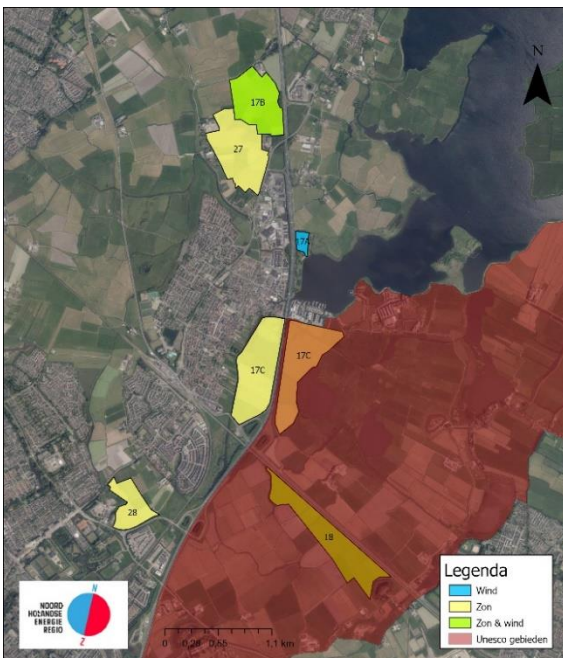 N
17B
27
17A
17C
17C
28
18
Legenda
Wind
Zon
Zon & wind
Unesco gebieden
NOORD
HOLANDSE
ENERGIE
REGIO
N
Z
0 0,28 0,55 1,1 km